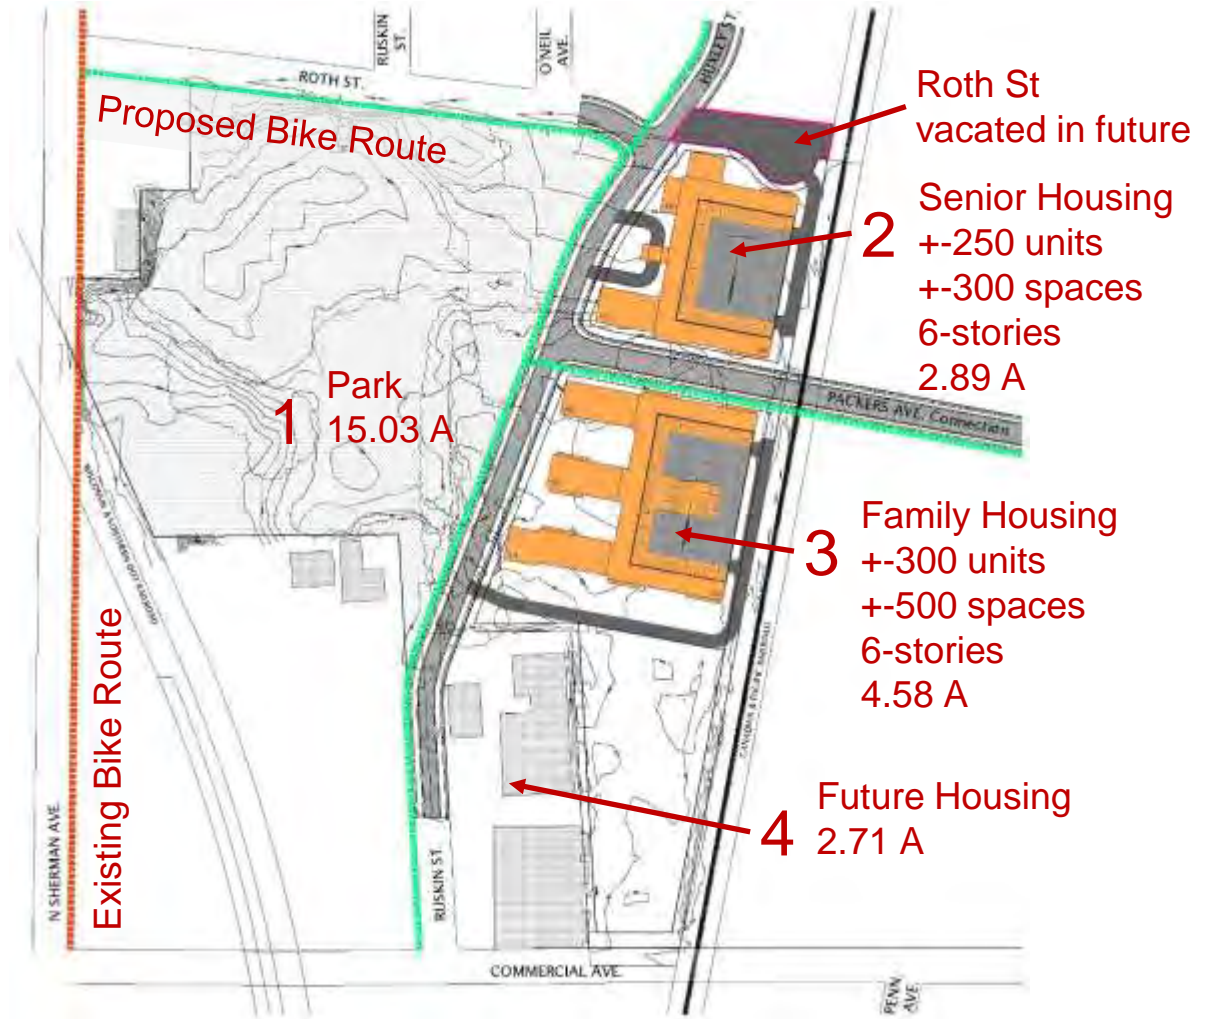 RUSKIN
ST.
O'NEIL
AVE.
HUXLEY ST.
ROTH ST.
Proposed Bike Route
Roth St
vacated in future
2
Senior Housing
+-250 units
+-300 spaces
6-stories
2.89 A
PACKERS AVE. Connection
1
Park
15.03 A
3
Family Housing
+-300 units
+-500 spaces
6-stories
4.58 A
Existing Bike Route
N SHERMAN AVE.
4
Future Housing
2.71 A
RUSKIN ST.
COMMERCIAL AVE.
PENN
AVE.